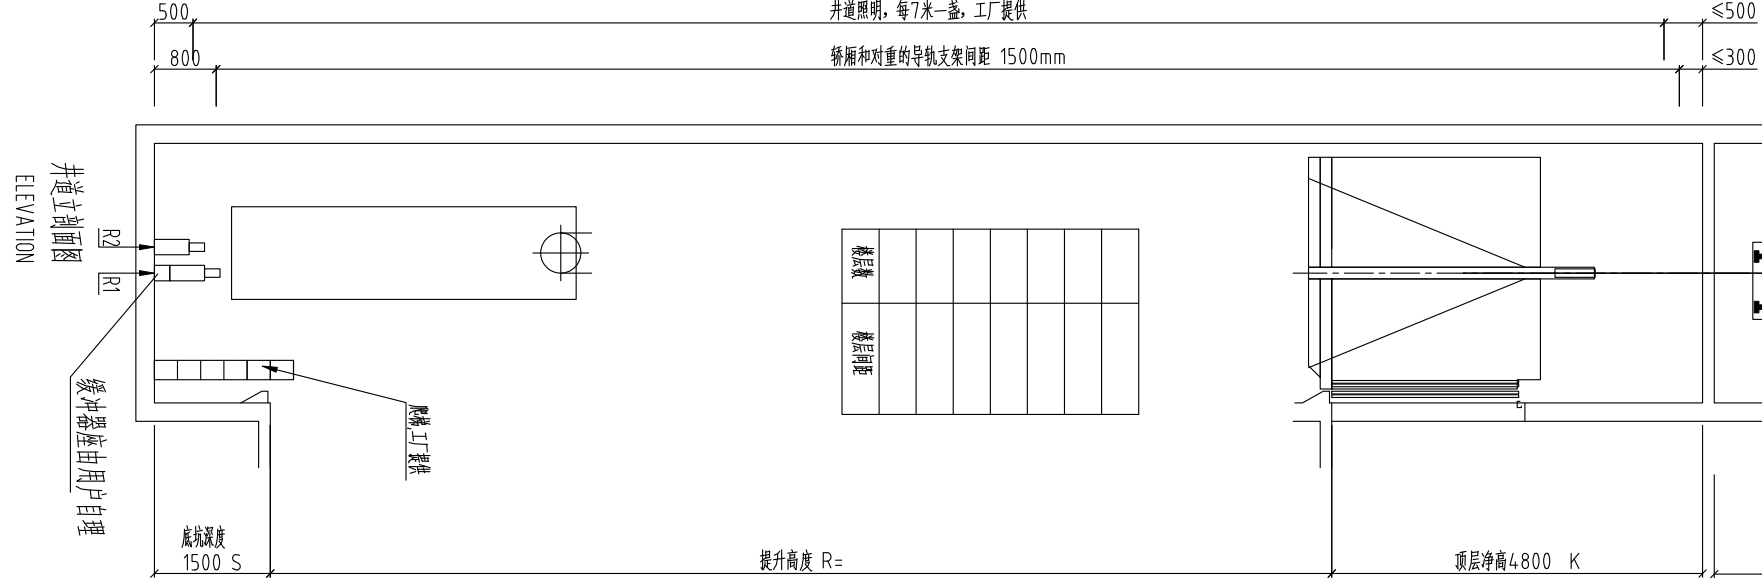 500
井道照明，每7米一盏，工厂提供
≤500
800
轿厢和对重的导轨支架间距 1500mm
≤300
井道立剖面图
ELEVATION
R2
R1
楼层数
楼层间距
缓冲器座由用户自理
爬梯,工厂提供
底坑深度
1500 S
提升高度 R=
顶层净高4800 K